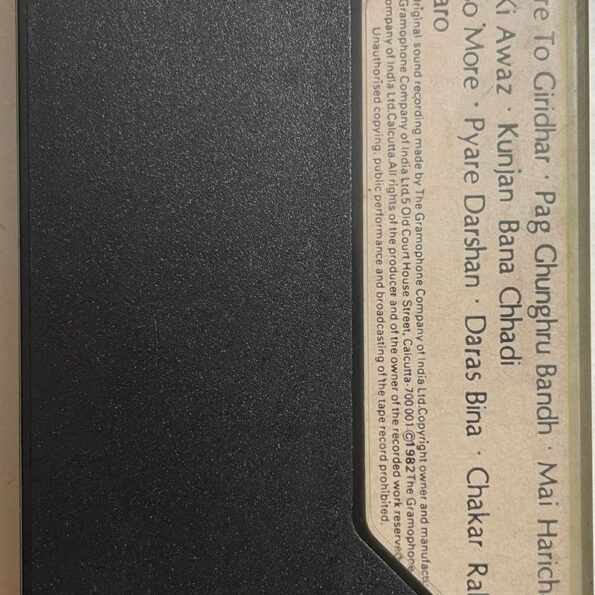 re To Giridhar · Pag Ghunghru Bandh · Mai Harich
Ki Awaz · Kunjan Bana Chhadi
o More · Pyare Darshan · Daras Bina · Chakar Ra
aro
riginal sound recording made by The Gramophone Company of India Ltd.Copyright owner and manufactu
Gramophone Company of India Ltd.5 Old Court House Street, Calcutta-700 001.©1982 The Gramophone
ompany of India Ltd.Calcutta.All rights of the producer and of the owner of the recorded work reserved
Unauthorised copying, public performance and broadcasting of the tape record prohibited.